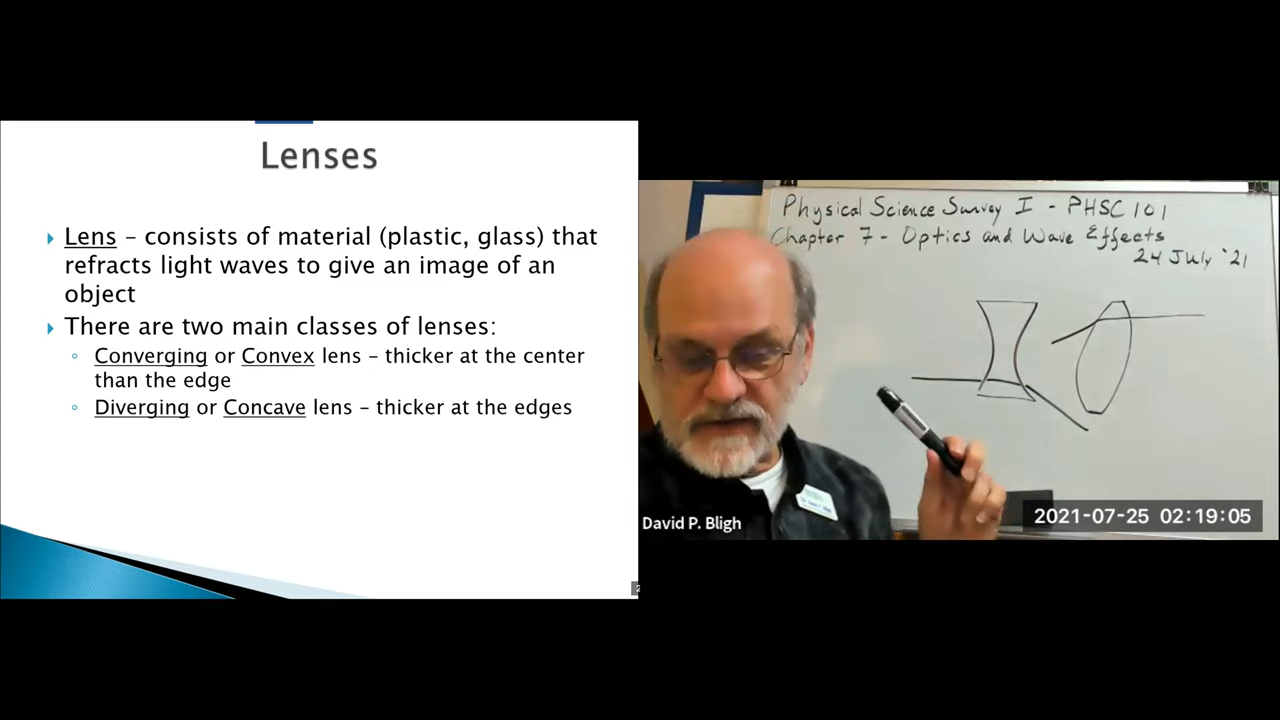 Lenses
Lens – consists of material (plastic, glass) that
refracts light waves to give an image of an
object
There are two main classes of lenses:
Converging or Convex lens – thicker at the center
than the edge
Diverging or Concave lens – thicker at the edges
Physical Science Survey I - PHSC 101
Chapter 7 - Optics and Wave Effects
24 July '21
David P. Bligh
2021-07-25 02:19:05